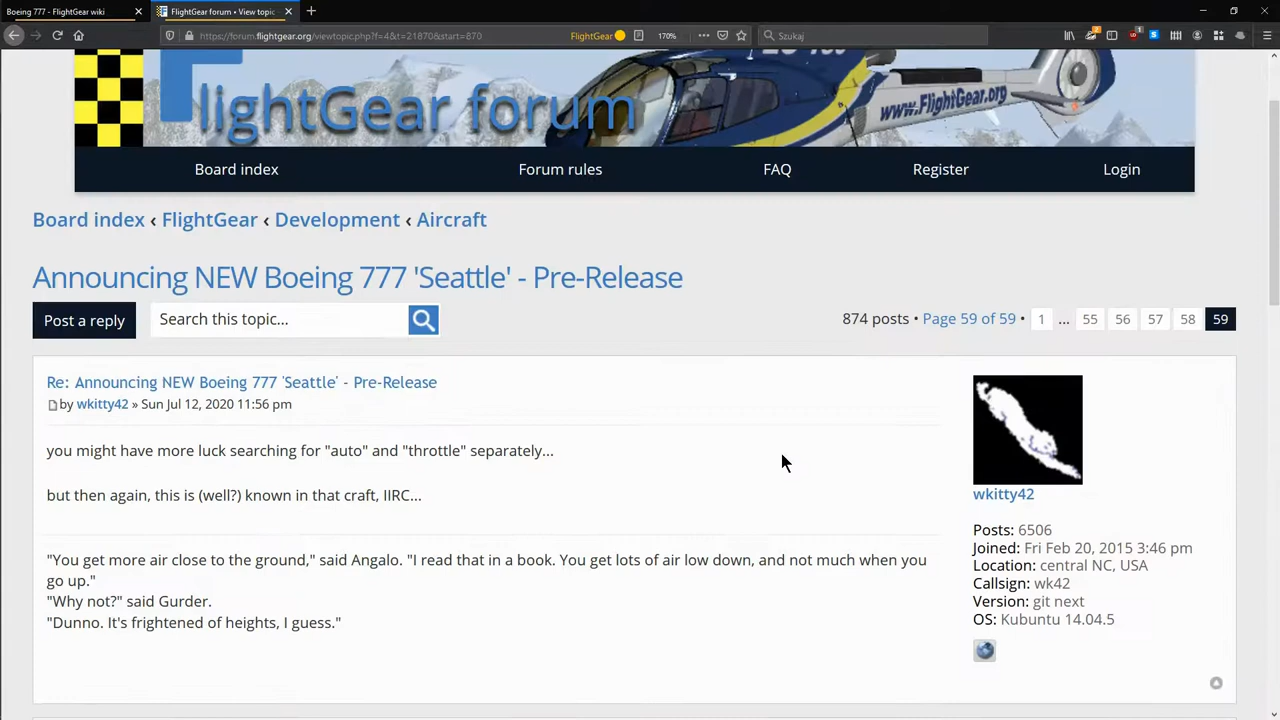 Boeing 777 - FlightGear wiki
FlightGear forum • View topic
https://forum.flightgear.org/viewtopic.php?f=4&t=21870&start=870
FlightGear
170%
Szukaj
FlightGear forum
www.FlightGear.org
Board index
Forum rules
FAQ
Register
Login
Board index ‹ FlightGear ‹ Development ‹ Aircraft
Announcing NEW Boeing 777 'Seattle' - Pre-Release
Post a reply
Search this topic...
874 posts • Page 59 of 59 • 1 ... 55 56 57 58 59
Re: Announcing NEW Boeing 777 'Seattle' - Pre-Release
by wkitty42 » Sun Jul 12, 2020 11:56 pm
you might have more luck searching for "auto" and "throttle" separately...
but then again, this is (well?) known in that craft, IIRC...
"You get more air close to the ground," said Angalo. "I read that in a book. You get lots of air low down, and not much when you
go up."
"Why not?" said Gurder.
"Dunno. It's frightened of heights, I guess."
wkitty42
Posts: 6506
Joined: Fri Feb 20, 2015 3:46 pm
Location: central NC, USA
Callsign: wk42
Version: git next
OS: Kubuntu 14.04.5